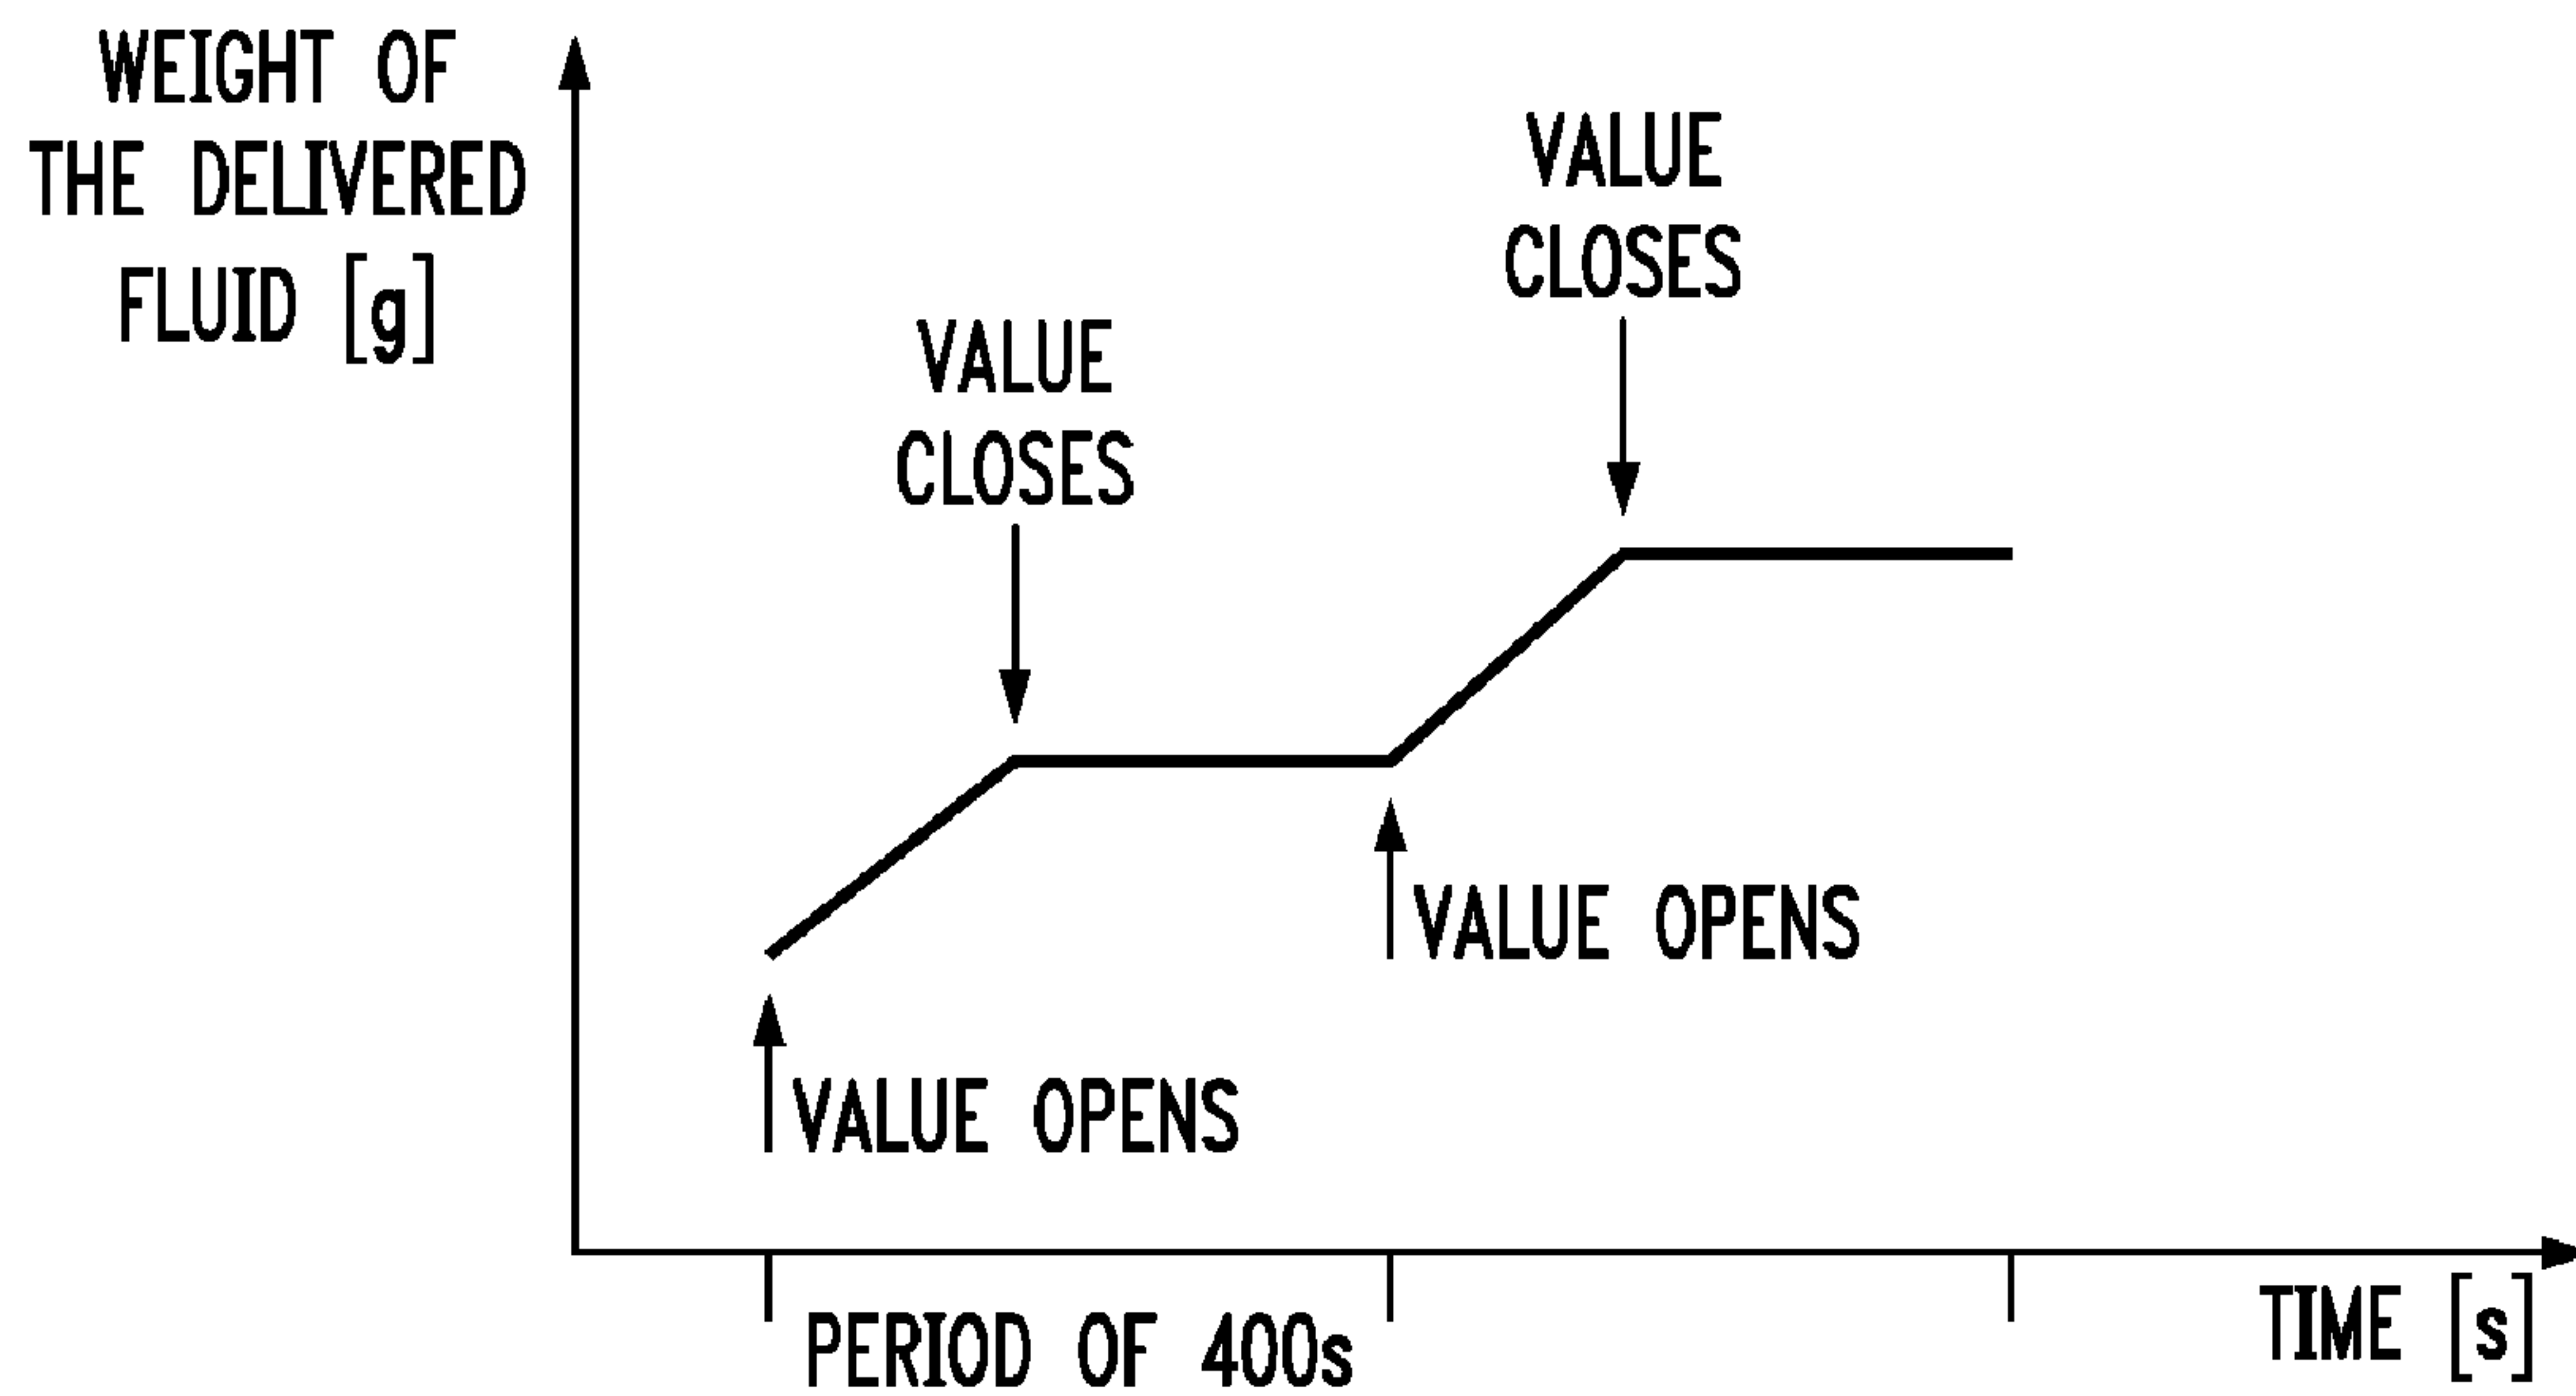 WEIGHT OF
THE DELIVERED
FLUID [g]
VALUE
CLOSES
VALUE
CLOSES
VALUE OPENS
VALUE OPENS
PERIOD OF 400s
TIME [s]